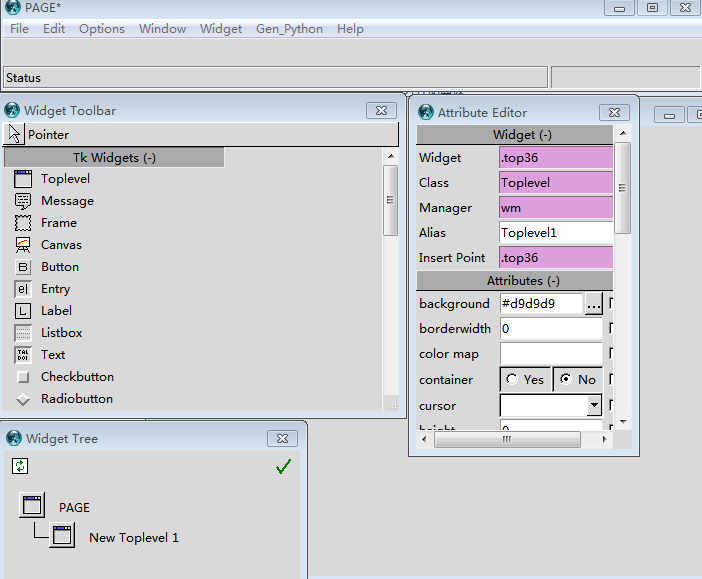 PAGE*
File Edit Options Window Widget Gen_Python Help
Status
Widget Toolbar
Pointer
Tk Widgets (-)
Toplevel
Message
Frame
Canvas
Button
Entry
Label
Listbox
Text
Checkbutton
Radiobutton
Attribute Editor
Widget (-)
Widget .top36
Class Toplevel
Manager wm
Alias Toplevel1
Insert Point .top36
Attributes (-)
background #d9d9d9 ...
borderwidth 0
color map
container Yes No
cursor
height 0
Widget Tree
PAGE
New Toplevel 1